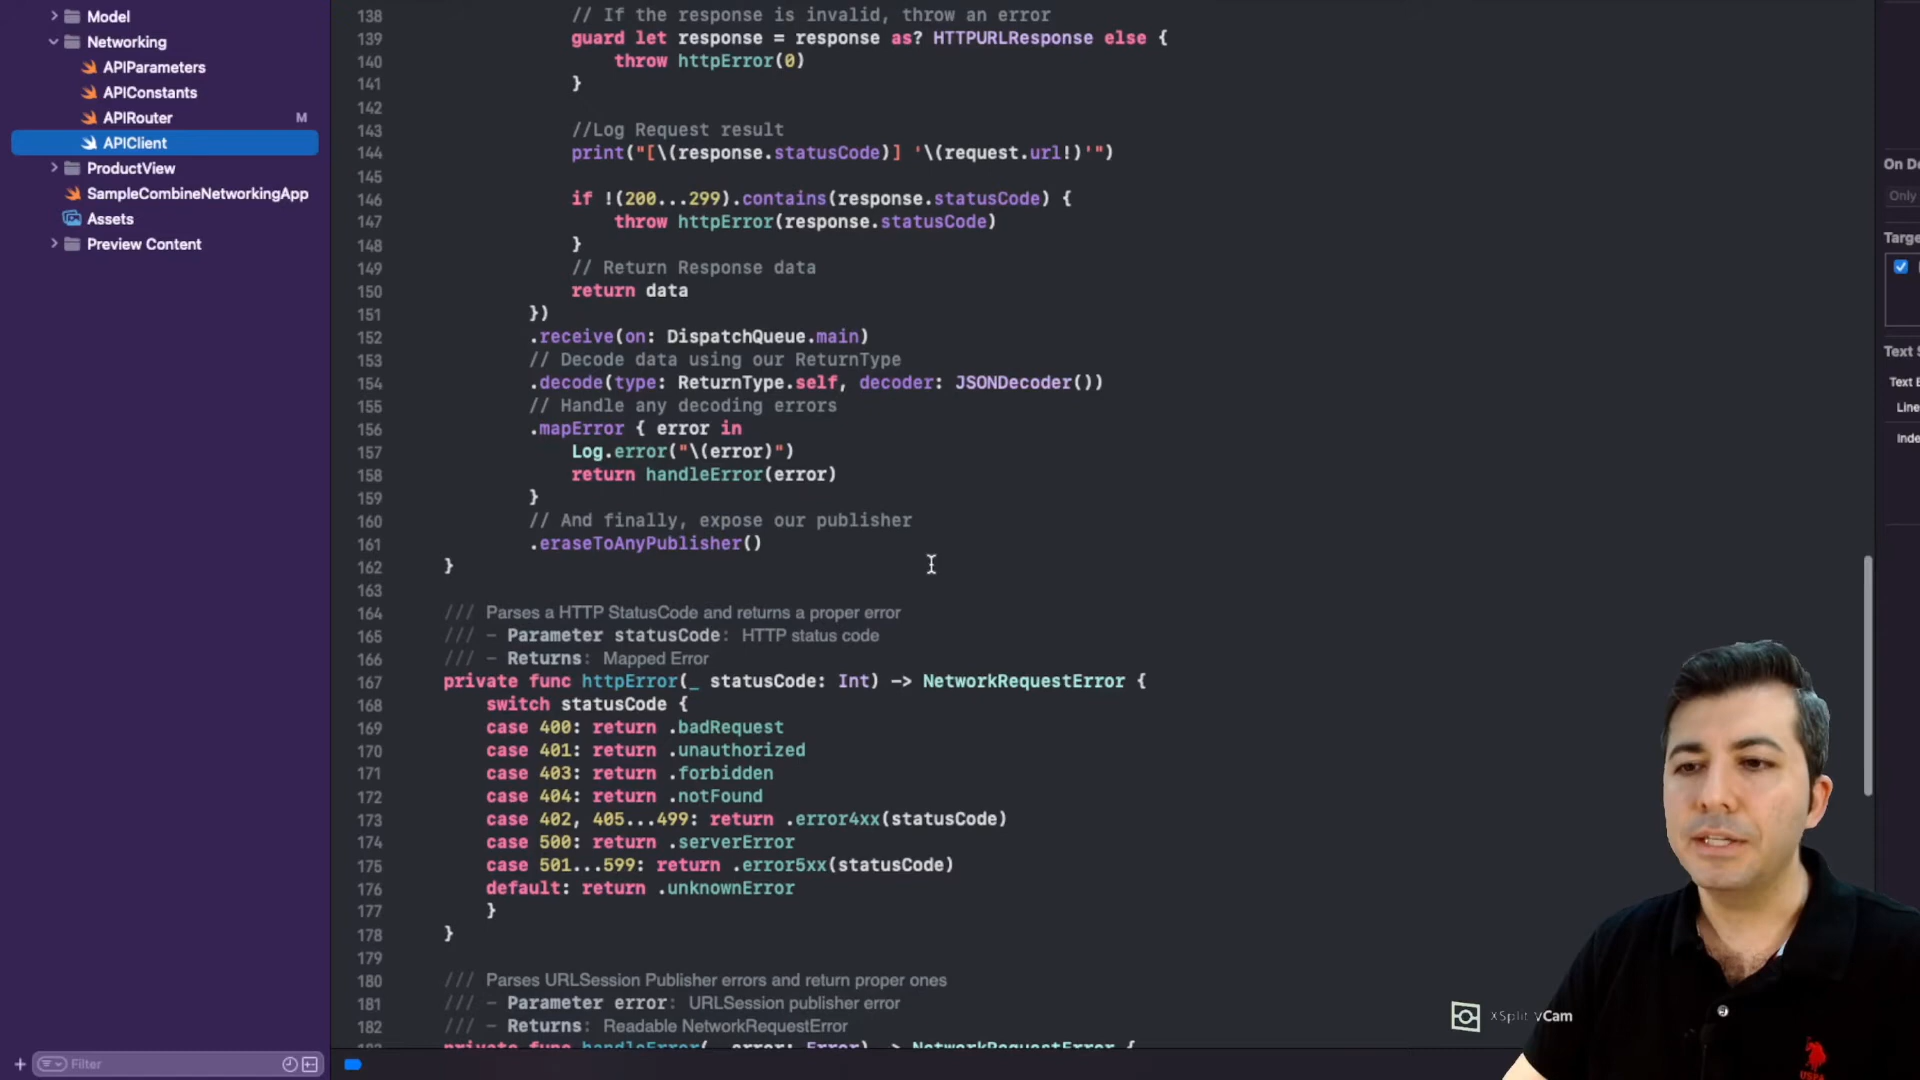 Model
Networking
APIParameters
APIConstants
APIRouter M
APIClient
ProductView
SampleCombineNetworkingApp
Assets
Preview Content
Filter
138 // If the response is invalid, throw an error
139 guard let response = response as? HTTPURLResponse else {
140 throw httpError(0)
141 }
142
143 //Log Request result
144 print("[\(response.statusCode)] '\(request.url!)'")
145
146 if !(200...299).contains(response.statusCode) {
147 throw httpError(response.statusCode)
148 }
149 // Return Response data
150 return data
151 })
152 .receive(on: DispatchQueue.main)
153 // Decode data using our ReturnType
154 .decode(type: ReturnType.self, decoder: JSONDecoder())
155 // Handle any decoding errors
156 .mapError { error in
157 Log.error("\(error)")
158 return handleError(error)
159 }
160 // And finally, expose our publisher
161 .eraseToAnyPublisher()
162 }
163
164 /// Parses a HTTP StatusCode and returns a proper error
165 /// - Parameter statusCode: HTTP status code
166 /// - Returns: Mapped Error
167 private func httpError(_ statusCode: Int) -> NetworkRequestError {
168 switch statusCode {
169 case 400: return .badRequest
170 case 401: return .unauthorized
171 case 403: return .forbidden
172 case 404: return .notFound
173 case 402, 405...499: return .error4xx(statusCode)
174 case 500: return .serverError
175 case 501...599: return .error5xx(statusCode)
176 default: return .unknownError
177 }
178 }
179
180 /// Parses URLSession Publisher errors and return proper ones
181 /// - Parameter error: URLSession publisher error
182 /// - Returns: Readable NetworkRequestError
private func handleError(_ error: Error) -> NetworkRequestError {
On De
Only
Targe
Text S
Text E
Line
Inde
XSplit VCam
USPA